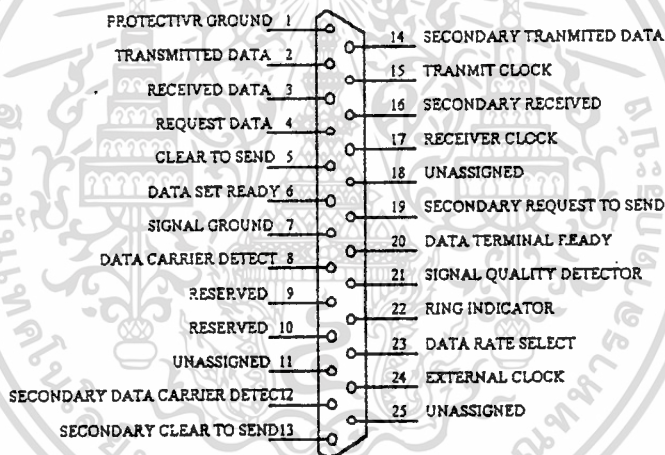 PROTECTIVR GROUND 1
TRANSMITTED DATA 2
RECEIVED DATA 3
REQUEST DATA 4
CLEAR TO SEND 5
DATA SET READY 6
SIGNAL GROUND 7
DATA CARRIER DETECT 8
RESERVED 9
RESERVED 10
UNASSIGNED 11
SECONDARY DATA CARRIER DETECT12
SECONDARY CLEAR TO SEND13
14 SECONDARY TRANMITED DATA
15 TRANMIT CLOCK
16 SECONDARY RECEIVED
17 RECEIVER CLOCK
18 UNASSIGNED
19 SECONDARY REQUEST TO SEND
20 DATA TERMINAL READY
21 SIGNAL QUALITY DETECTOR
22 RING INDICATOR
23 DATA RATE SELECT
24 EXTERNAL CLOCK
25 UNASSIGNED